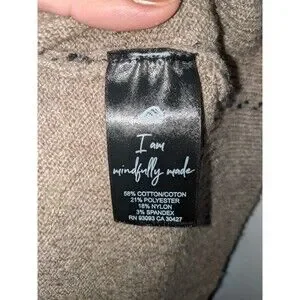 I am
mindfully made
58% COTTON/COTON
21% POLYESTER
18% NYLON
3% SPANDEX
RN 93093 CA 30427